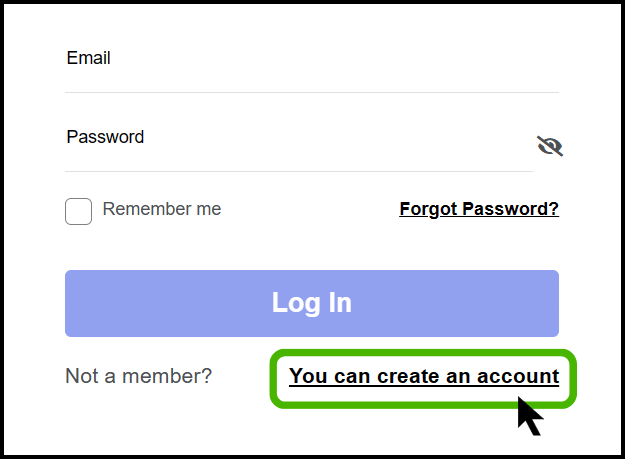 Email
Password
Remember me Forgot Password?
Log In
Not a member? You can create an account